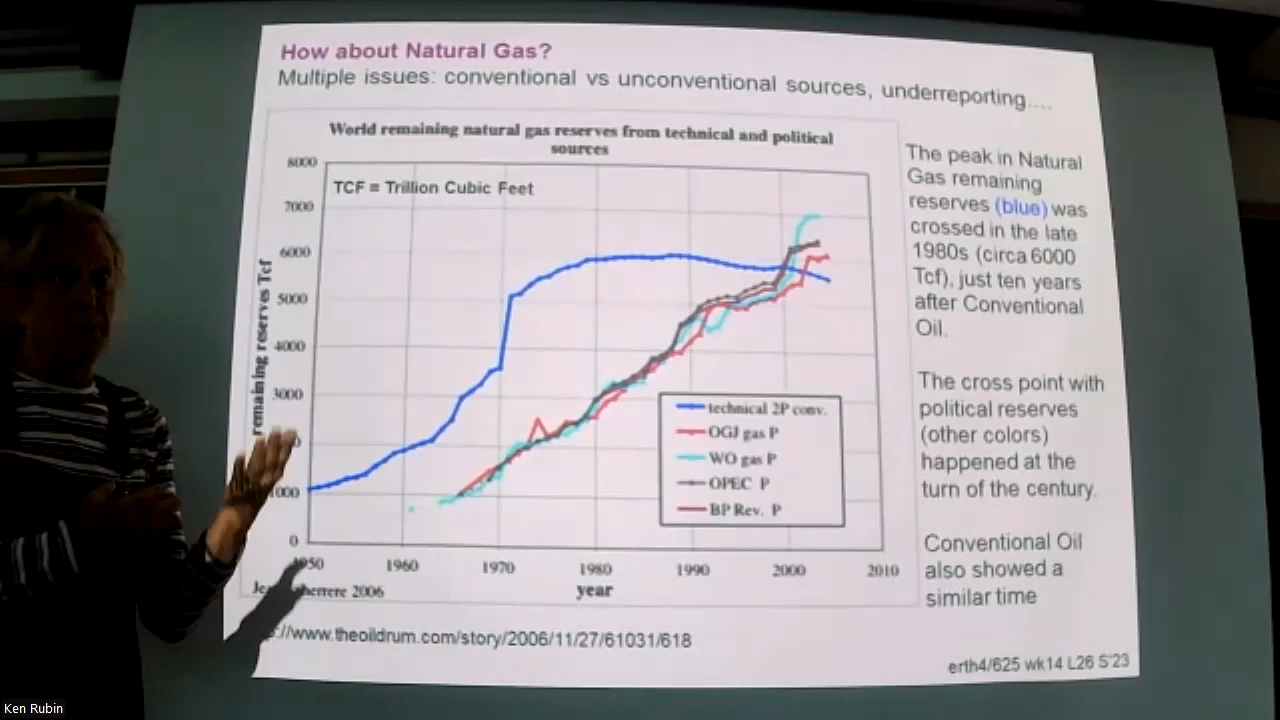 How about Natural Gas?
Multiple issues: conventional vs unconventional sources, underreporting....
World remaining natural gas reserves from technical and political
sources
TCF = Trillion Cubic Feet
8000
7000
6000
5000
4000
3000
000
0
remaining reserves Tcf
technical 2P conv.
OGJ gas P
WO gas P
OPEC P
BP Rev. P
50
1960
1970
1980
1990
2000
2010
year
herrere 2006
The peak in Natural
Gas remaining
reserves (blue) was
crossed in the late
1980s (circa 6000
Tcf), just ten years
after Conventional
Oil.
The cross point with
political reserves
(other colors)
happened at the
turn of the century.
Conventional Oil
also showed a
similar time
://www.theoildrum.com/story/2006/11/27/61031/618
erth4/625 wk14 L26 S'23
Ken Rubin